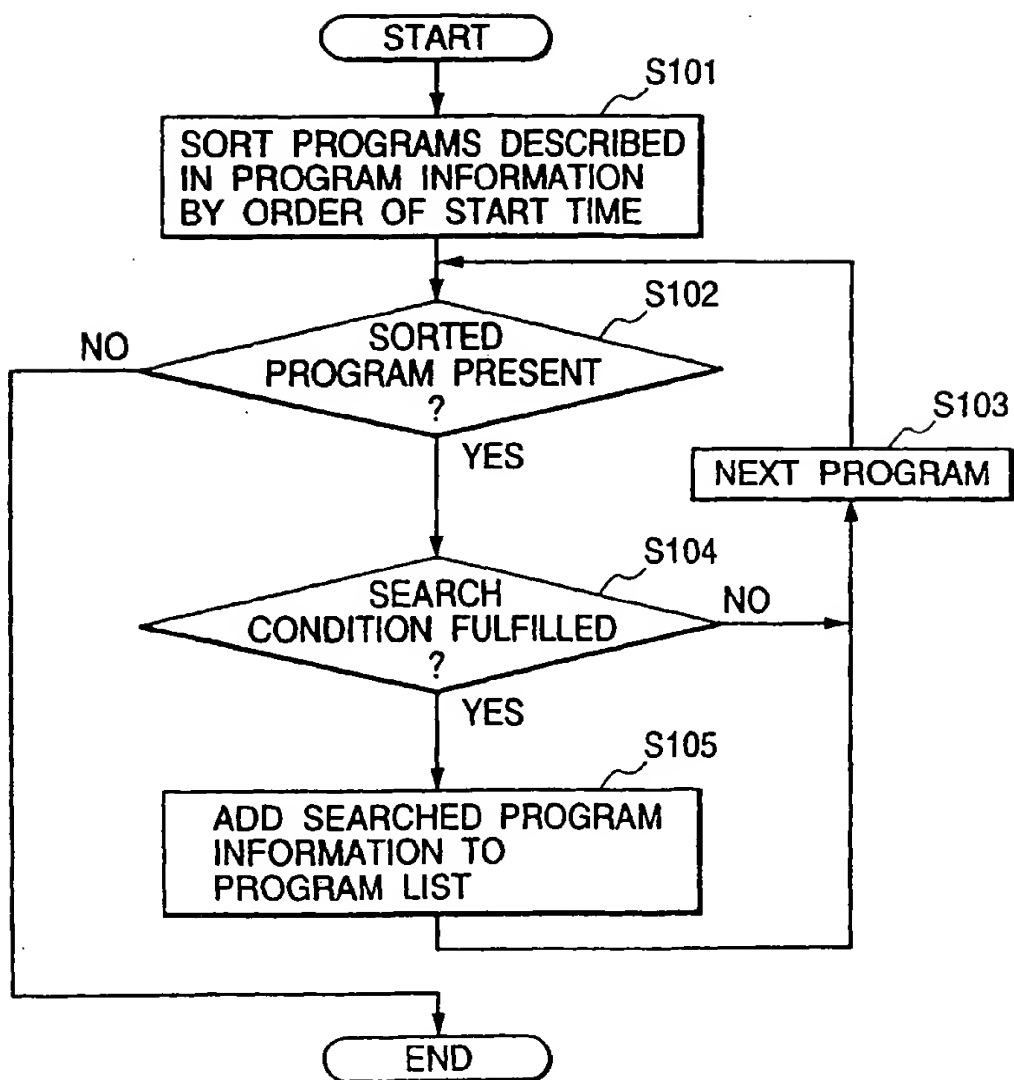 START
S101
SORT PROGRAMS DESCRIBED
IN PROGRAM INFORMATION
BY ORDER OF START TIME
S102
SORTED
PROGRAM PRESENT
?
NO
YES
S103
NEXT PROGRAM
S104
SEARCH
CONDITION FULFILLED
?
NO
YES
S105
ADD SEARCHED PROGRAM
INFORMATION TO
PROGRAM LIST
END